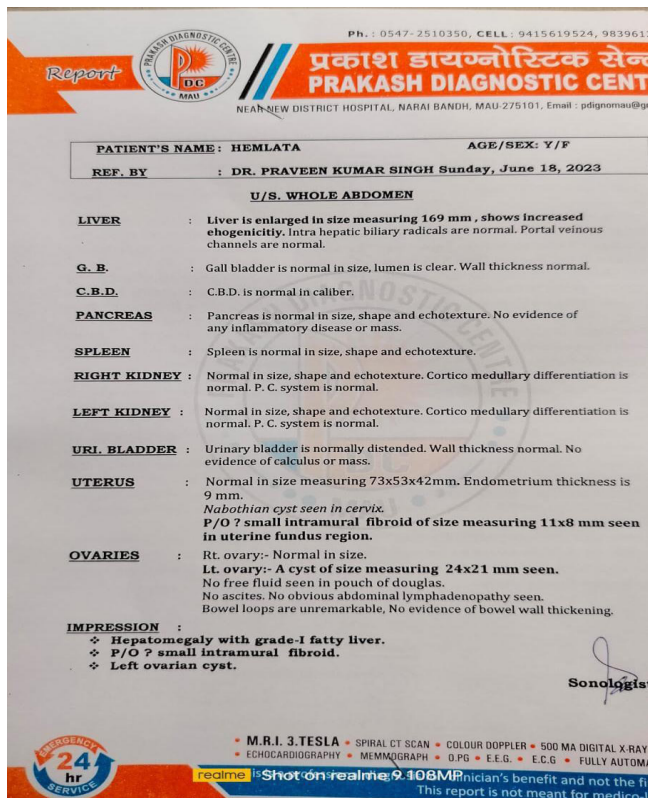 Ph. : 0547-2510350, CELL : 9415619524, 983961
Report
PRAKASH DIAGNOSTIC CENTRE
P
DC
MAU
प्रकाश डायग्नोस्टिक सेन
PRAKASH DIAGNOSTIC CENT
NEAR NEW DISTRICT HOSPITAL, NARAI BANDH, MAU-275101, Email : pdignomau@g
PATIENT'S NAME : HEMLATA AGE/SEX: Y/F
REF. BY : DR. PRAVEEN KUMAR SINGH Sunday, June 18, 2023
U/S. WHOLE ABDOMEN
LIVER : Liver is enlarged in size measuring 169 mm , shows increased
ehogenicitiy. Intra hepatic biliary radicals are normal. Portal veinous
channels are normal.
G. B. : Gall bladder is normal in size, lumen is clear. Wall thickness normal.
C.B.D. : C.B.D. is normal in caliber.
PANCREAS : Pancreas is normal in size, shape and echotexture. No evidence of
any inflammatory disease or mass.
SPLEEN : Spleen is normal in size, shape and echotexture.
RIGHT KIDNEY : Normal in size, shape and echotexture. Cortico medullary differentiation is
normal. P. C. system is normal.
LEFT KIDNEY : Normal in size, shape and echotexture. Cortico medullary differentiation is
normal. P. C. system is normal.
URI. BLADDER : Urinary bladder is normally distended. Wall thickness normal. No
evidence of calculus or mass.
UTERUS : Normal in size measuring 73x53x42mm. Endometrium thickness is
9 mm.
Nabothian cyst seen in cervix.
P/O ? small intramural fibroid of size measuring 11x8 mm seen
in uterine fundus region.
OVARIES : Rt. ovary:- Normal in size.
Lt. ovary:- A cyst of size measuring 24x21 mm seen.
No free fluid seen in pouch of douglas.
No ascites. No obvious abdominal lymphadenopathy seen.
Bowel loops are unremarkable, No evidence of bowel wall thickening.
IMPRESSION :
❖ Hepatomegaly with grade-I fatty liver.
❖ P/O ? small intramural fibroid.
❖ Left ovarian cyst.
Sonologis
EMERGENCY
24
hr
SERVICE
• M.R.I. 3.TESLA • SPIRAL CT SCAN • COLOUR DOPPLER • 500 MA DIGITAL X-RAY
• ECHOCARDIOGRAPHY • MEMMOGRAPH • O.PG • E.E.G. • E.C.G • FULLY AUTOMA
realme Shot on realme 9 108MP
nician's benefit and not the fi
This report is not meant for medico-l